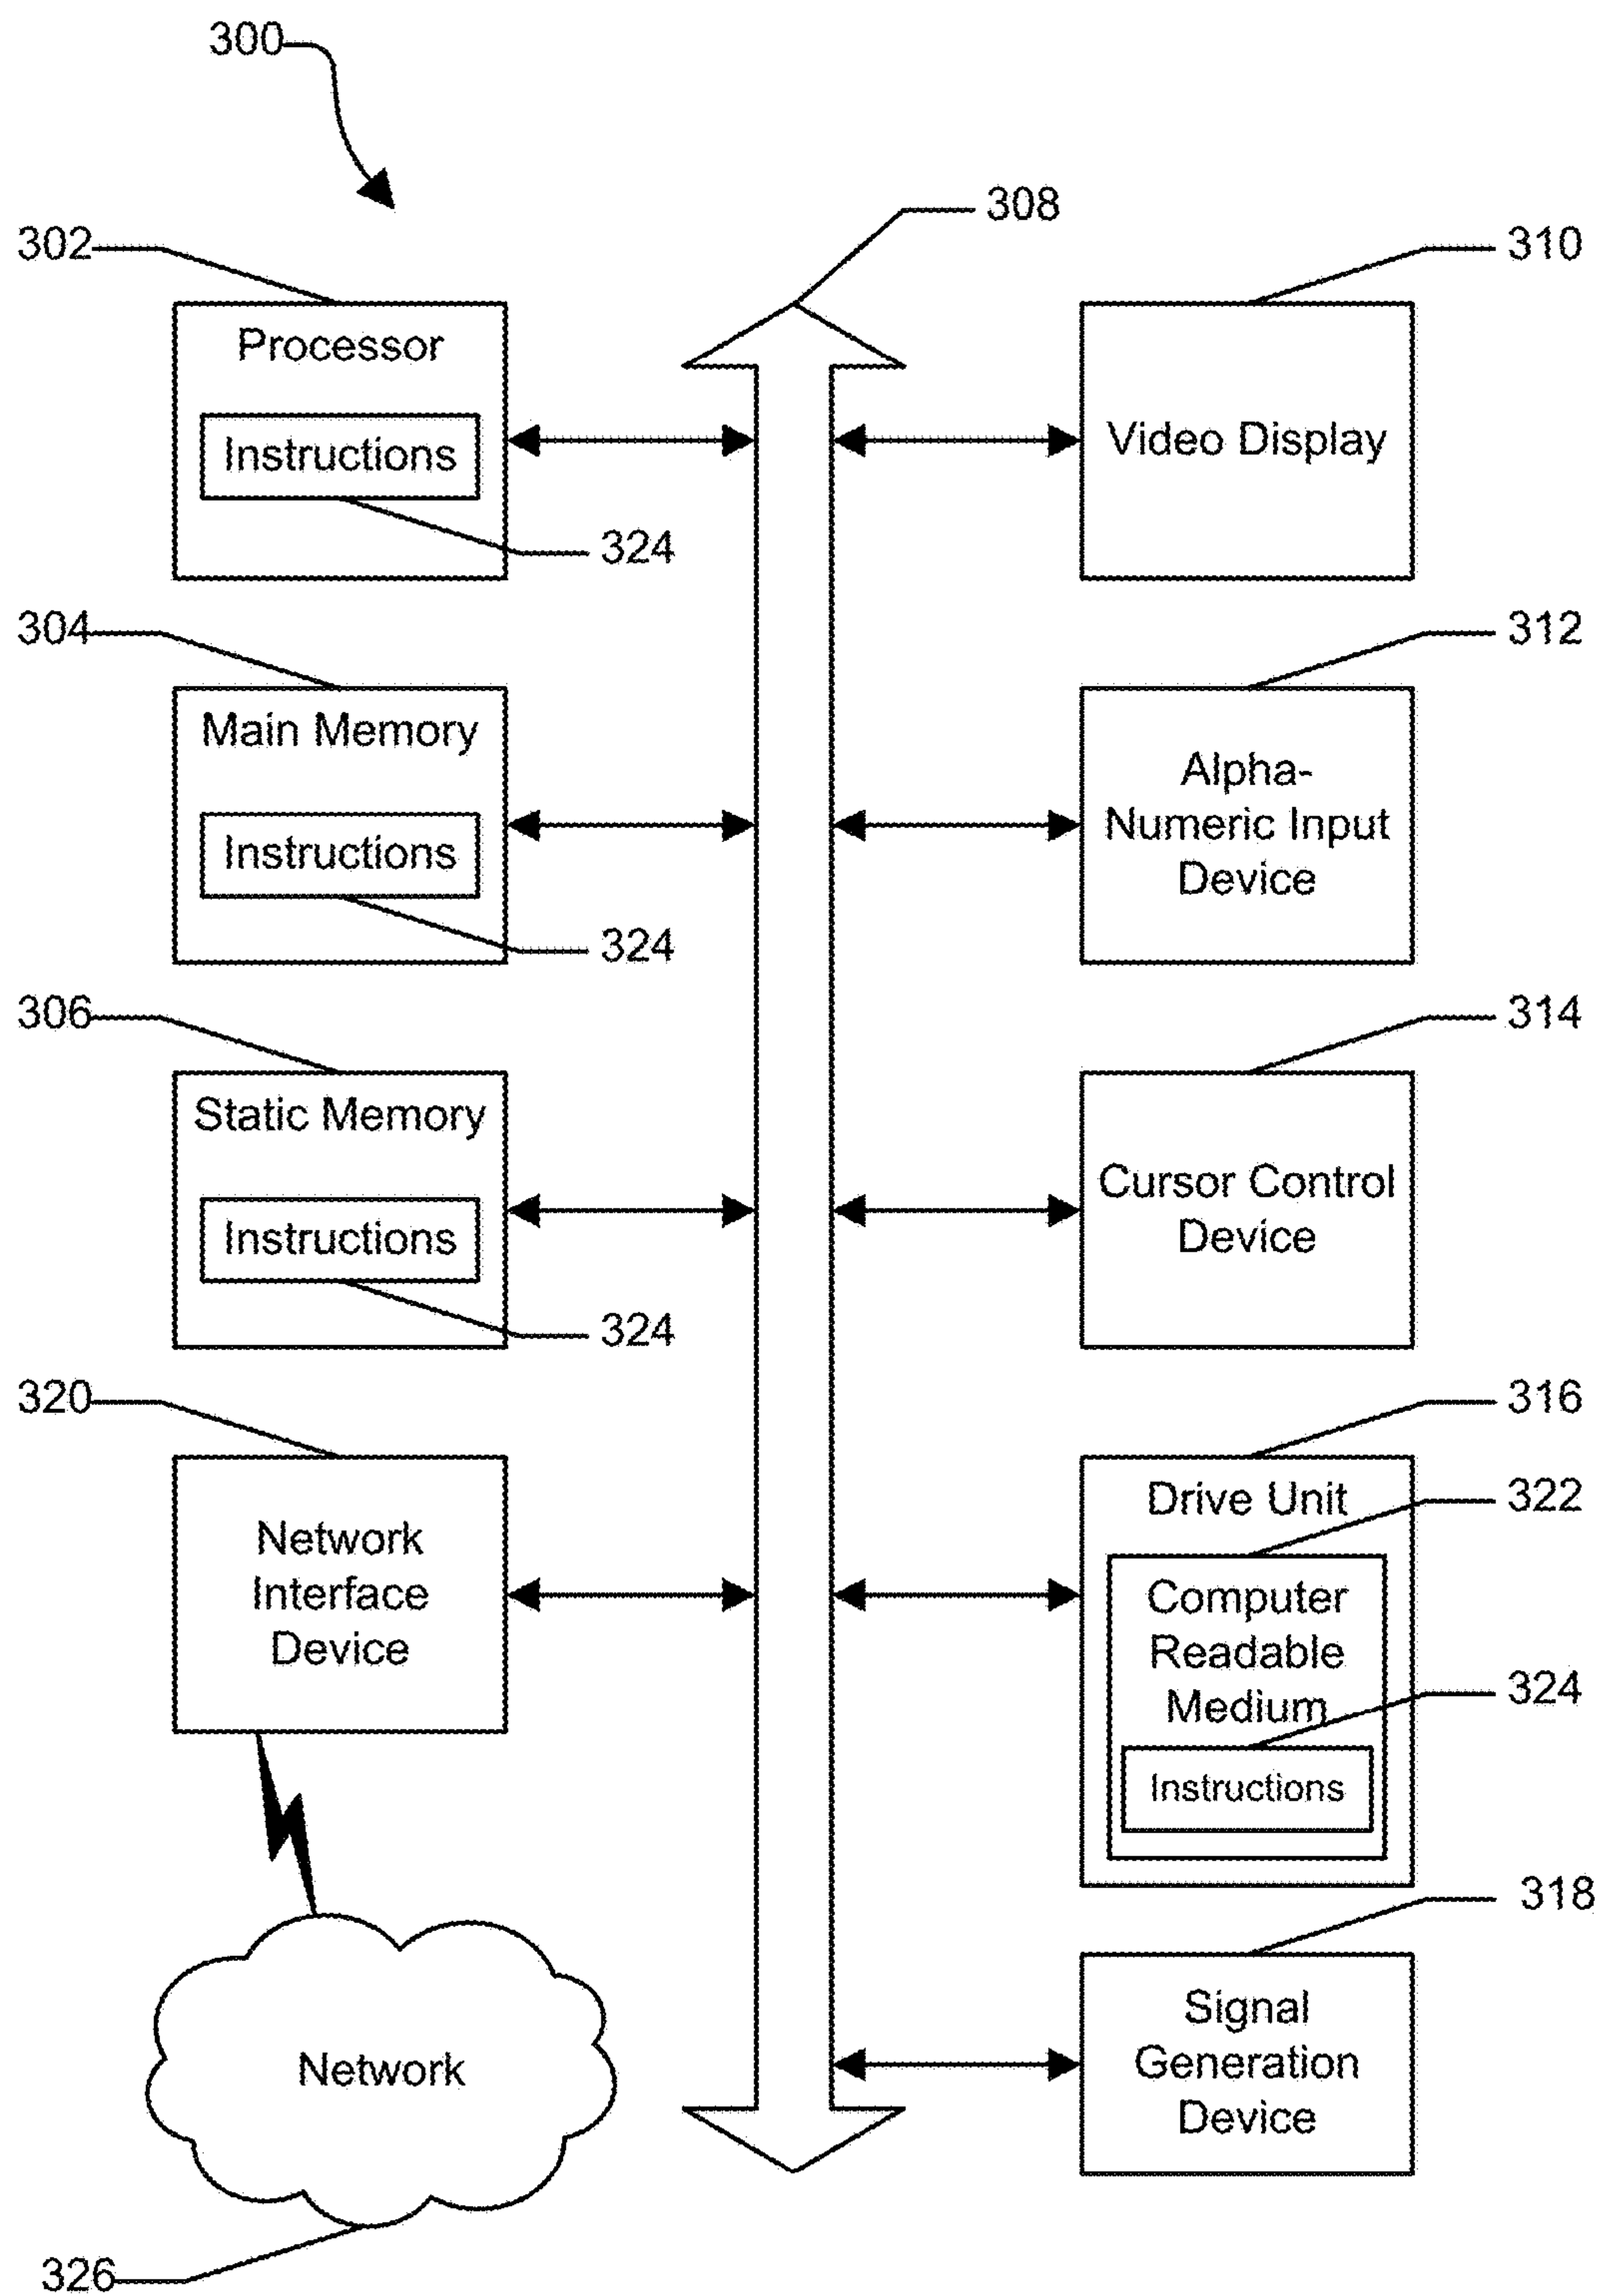 300
308
302
310
Processor
Instructions
324
Video Display
304
312
Main Memory
Instructions
324
Alpha-
Numeric Input
Device
306
314
Static Memory
Instructions
324
Cursor Control
Device
320
316
Network
Interface
Device
Drive Unit
322
Computer
Readable
Medium
324
Instructions
318
Signal
Generation
Device
Network
326